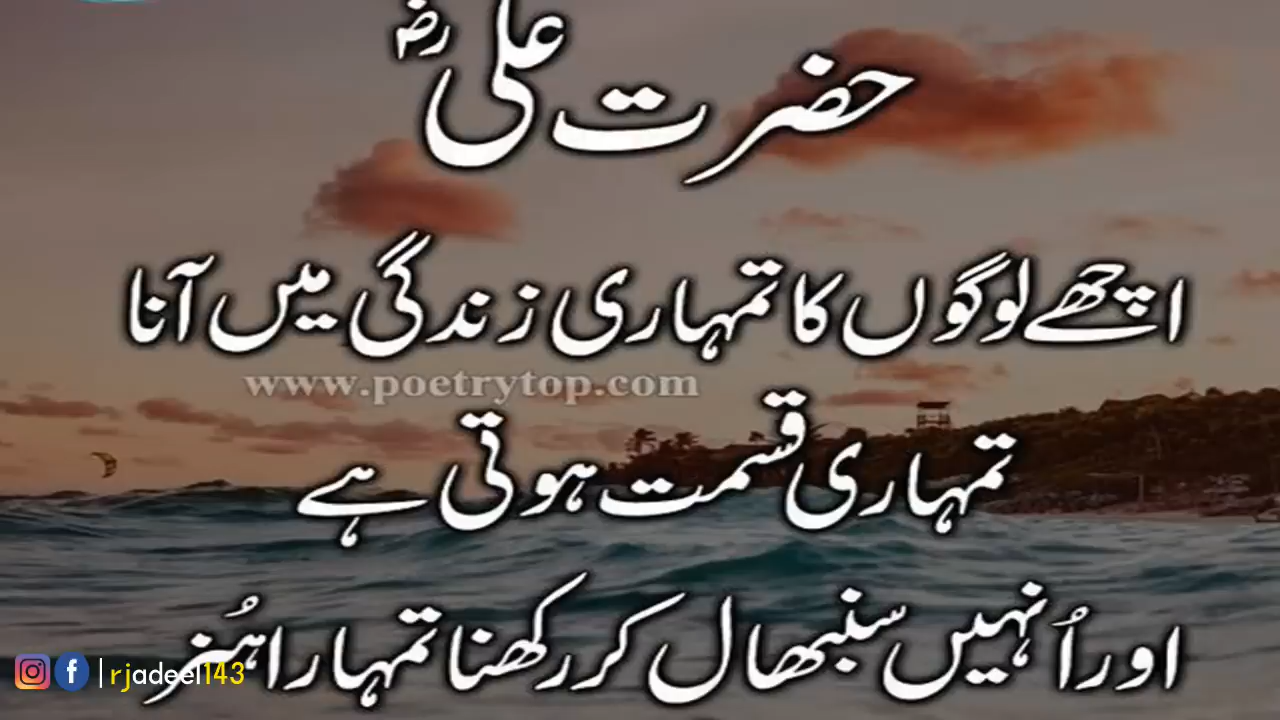 حضرت علی رضہ
اچھے لوگوں کا تمہاری زندگی میں آنا
www.poetrytop.com
تمہاری قسمت ہوتی ہے
اور اُنہیں سنبھال کر رکھنا تمہارا ہُنر
| rjadeel143